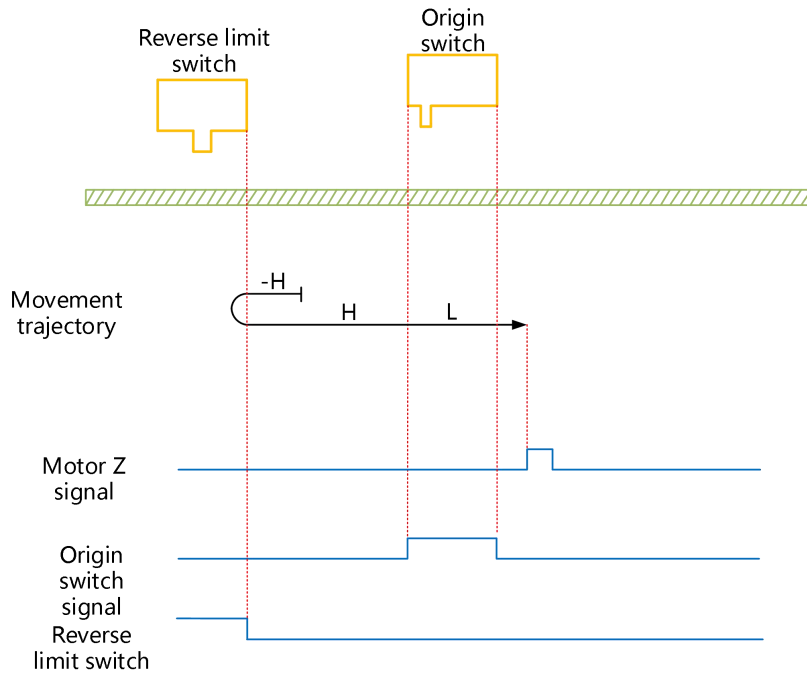 Origin
switch
Reverse limit
switch
-H
Movement
trajectory
H
L
Motor Z
signal
Origin
switch
signal
Reverse
limit switch